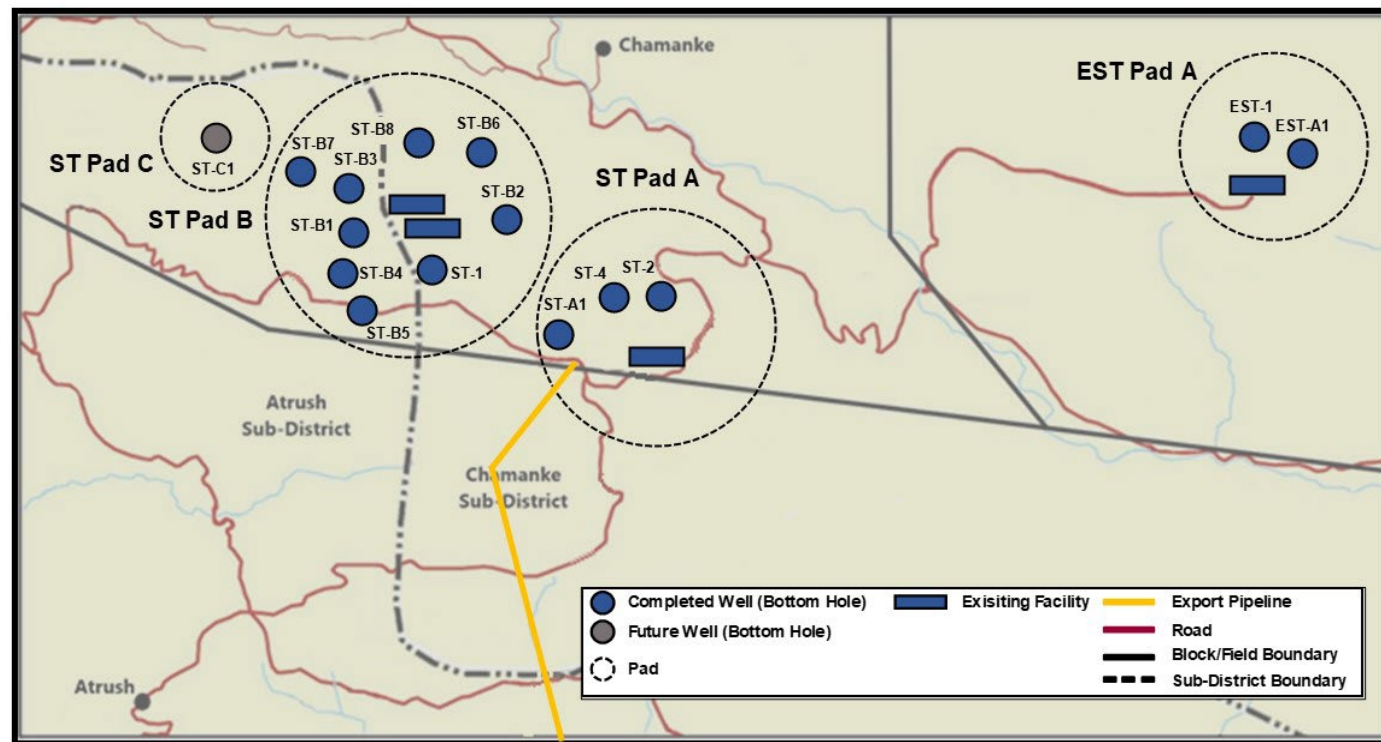 Chamanke
EST Pad A
EST-1
EST-A1
ST-B8
ST-B6
ST-B7
ST-B3
ST Pad C
ST-C1
ST Pad A
ST-B2
ST Pad B
ST-B1
ST-B4
ST-1
ST-4
ST-2
ST-A1
ST-B5
Atrush
Sub-District
Chamanke
Sub-District
Completed Well (Bottom Hole)
Exisiting Facility
Export Pipeline
Future Well (Bottom Hole)
Road
Block/Field Boundary
Pad
Sub-District Boundary
Atrush